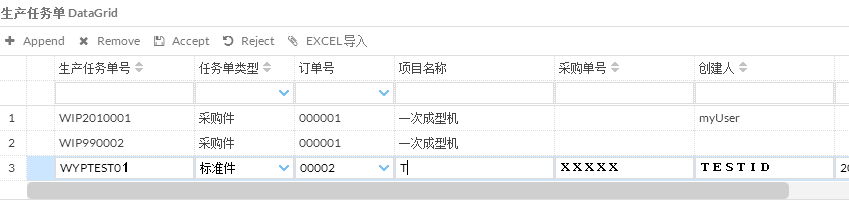 生产任务单 DataGrid
Append Remove Accept Reject EXCEL导入
生产任务单号 任务单类型 订单号 项目名称 采购单号 创建人
1 WIP2010001 采购件 000001 一次成型机 myUser
2 WIP990002 采购件 000001 一次成型机
3 WYPTEST01 标准件 00002 T XXXXX TESTID 20